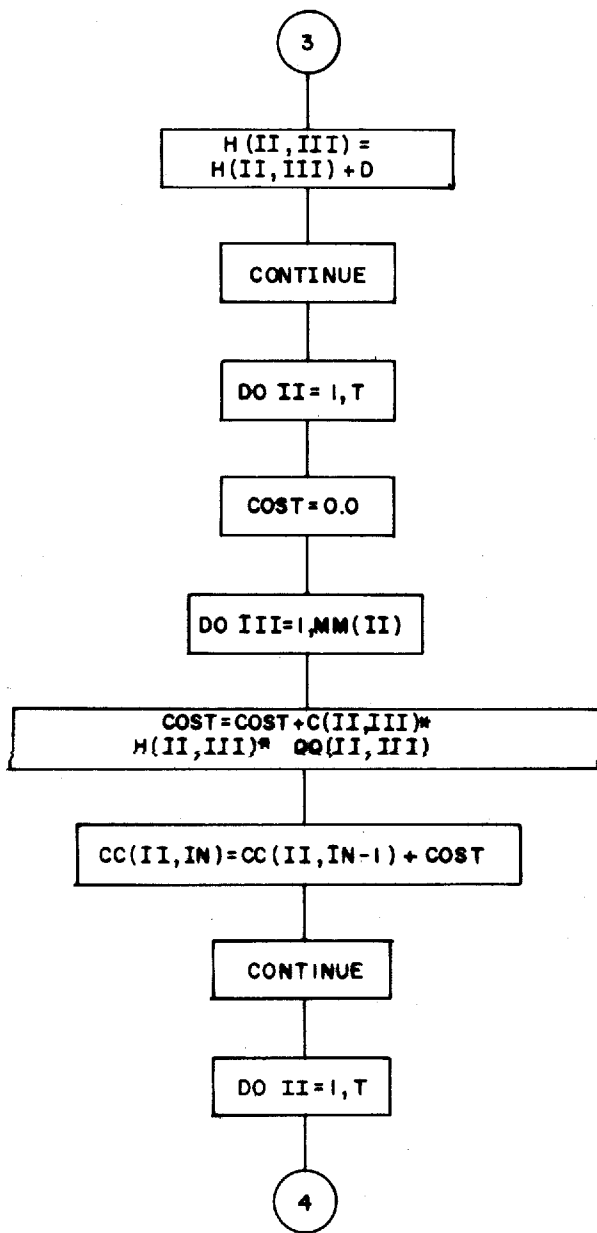 3
H(II,III)=
H(II,III)+D
CONTINUE
DO II=1,T
COST=0.0
DO III=1,MM(II)
COST=COST+C(II,III)*
H(II,III)* QQ(II,III)
CC(II,IN)=CC(II,IN-1)+COST
CONTINUE
DO II=1,T
4